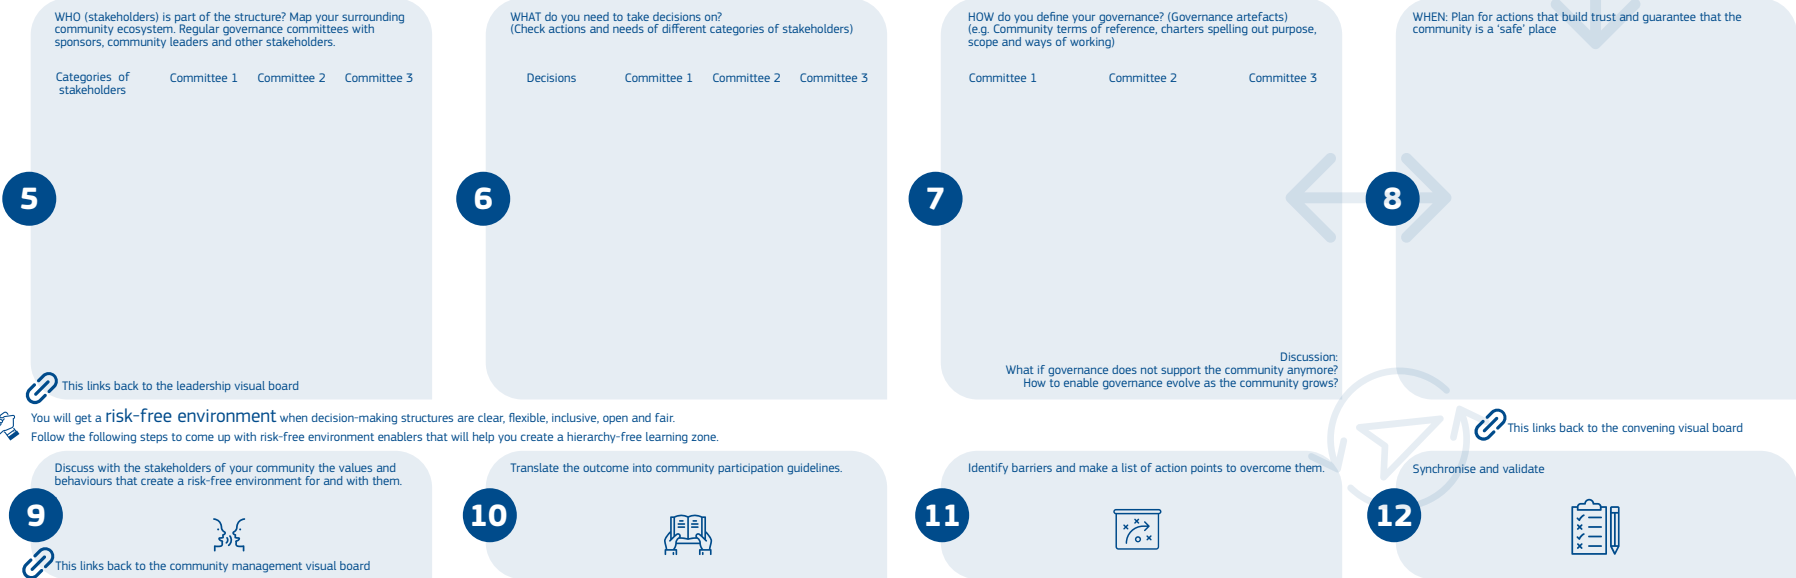 WHO (stakeholders) is part of the structure? Map your surrounding
community ecosystem. Regular governance committees with
sponsors, community leaders and other stakeholders.
Categories of
stakeholders
Committee 1
Committee 2
Committee 3
5
This links back to the leadership visual board
WHAT do you need to take decisions on?
(Check actions and needs of different categories of stakeholders)
Decisions
Committee 1
Committee 2
Committee 3
6
HOW do you define your governance? (Governance artefacts)
(e.g. Community terms of reference, charters spelling out purpose,
scope and ways of working)
Committee 1
Committee 2
Committee 3
7
Discussion:
What if governance does not support the community anymore?
How to enable governance evolve as the community grows?
WHEN: Plan for actions that build trust and guarantee that the
community is a ‘safe’ place
8
This links back to the convening visual board
You will get a risk-free environment when decision-making structures are clear, flexible, inclusive, open and fair.
Follow the following steps to come up with risk-free environment enablers that will help you create a hierarchy-free learning zone.
Discuss with the stakeholders of your community the values and
behaviours that create a risk-free environment for and with them.
9
This links back to the community management visual board
Translate the outcome into community participation guidelines.
10
Identify barriers and make a list of action points to overcome them.
11
Synchronise and validate
12